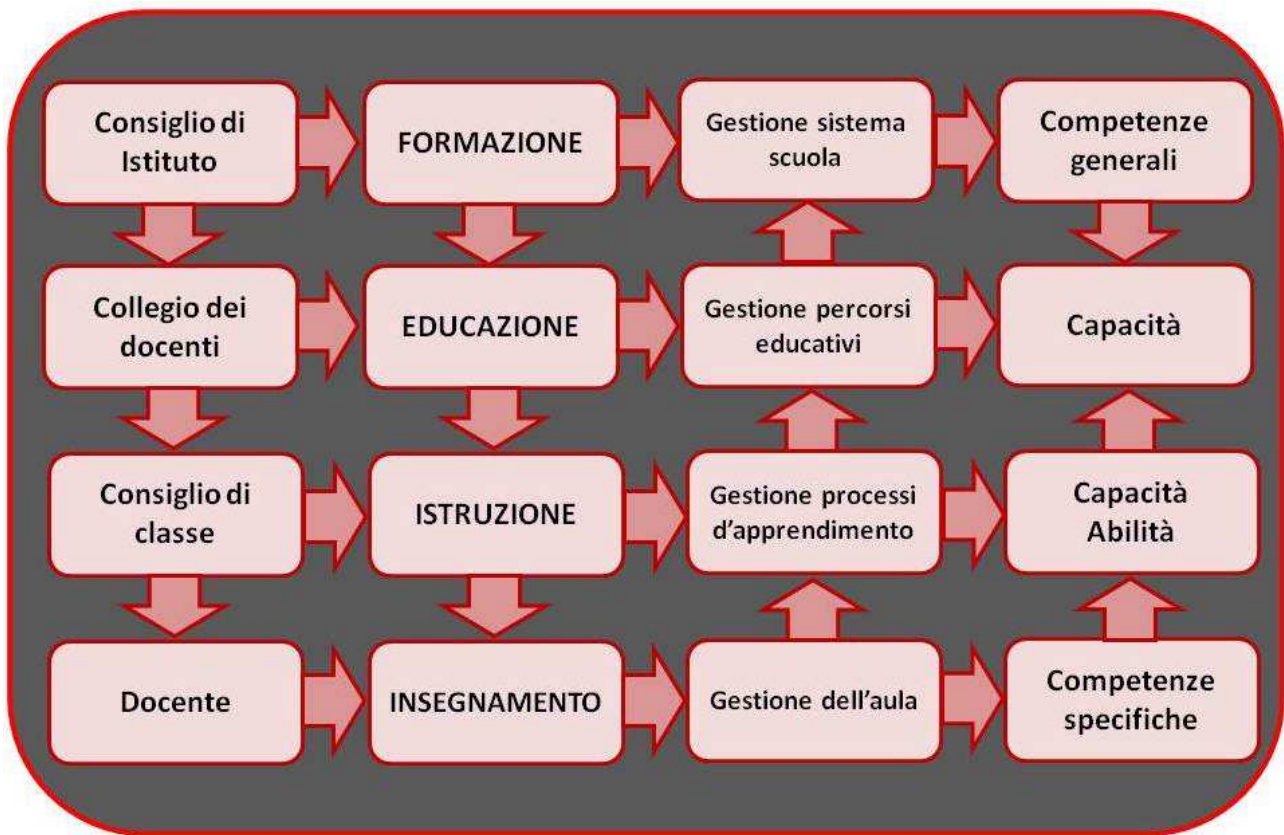 Consiglio di
Istituto
FORMAZIONE
Gestione sistema
scuola
Competenze
generali
Collegio dei
docenti
EDUCAZIONE
Gestione percorsi
educativi
Capacità
Consiglio di
classe
ISTRUZIONE
Gestione processi
d'apprendimento
Capacità
Abilità
Docente
INSEGNAMENTO
Gestione dell'aula
Competenze
specifiche